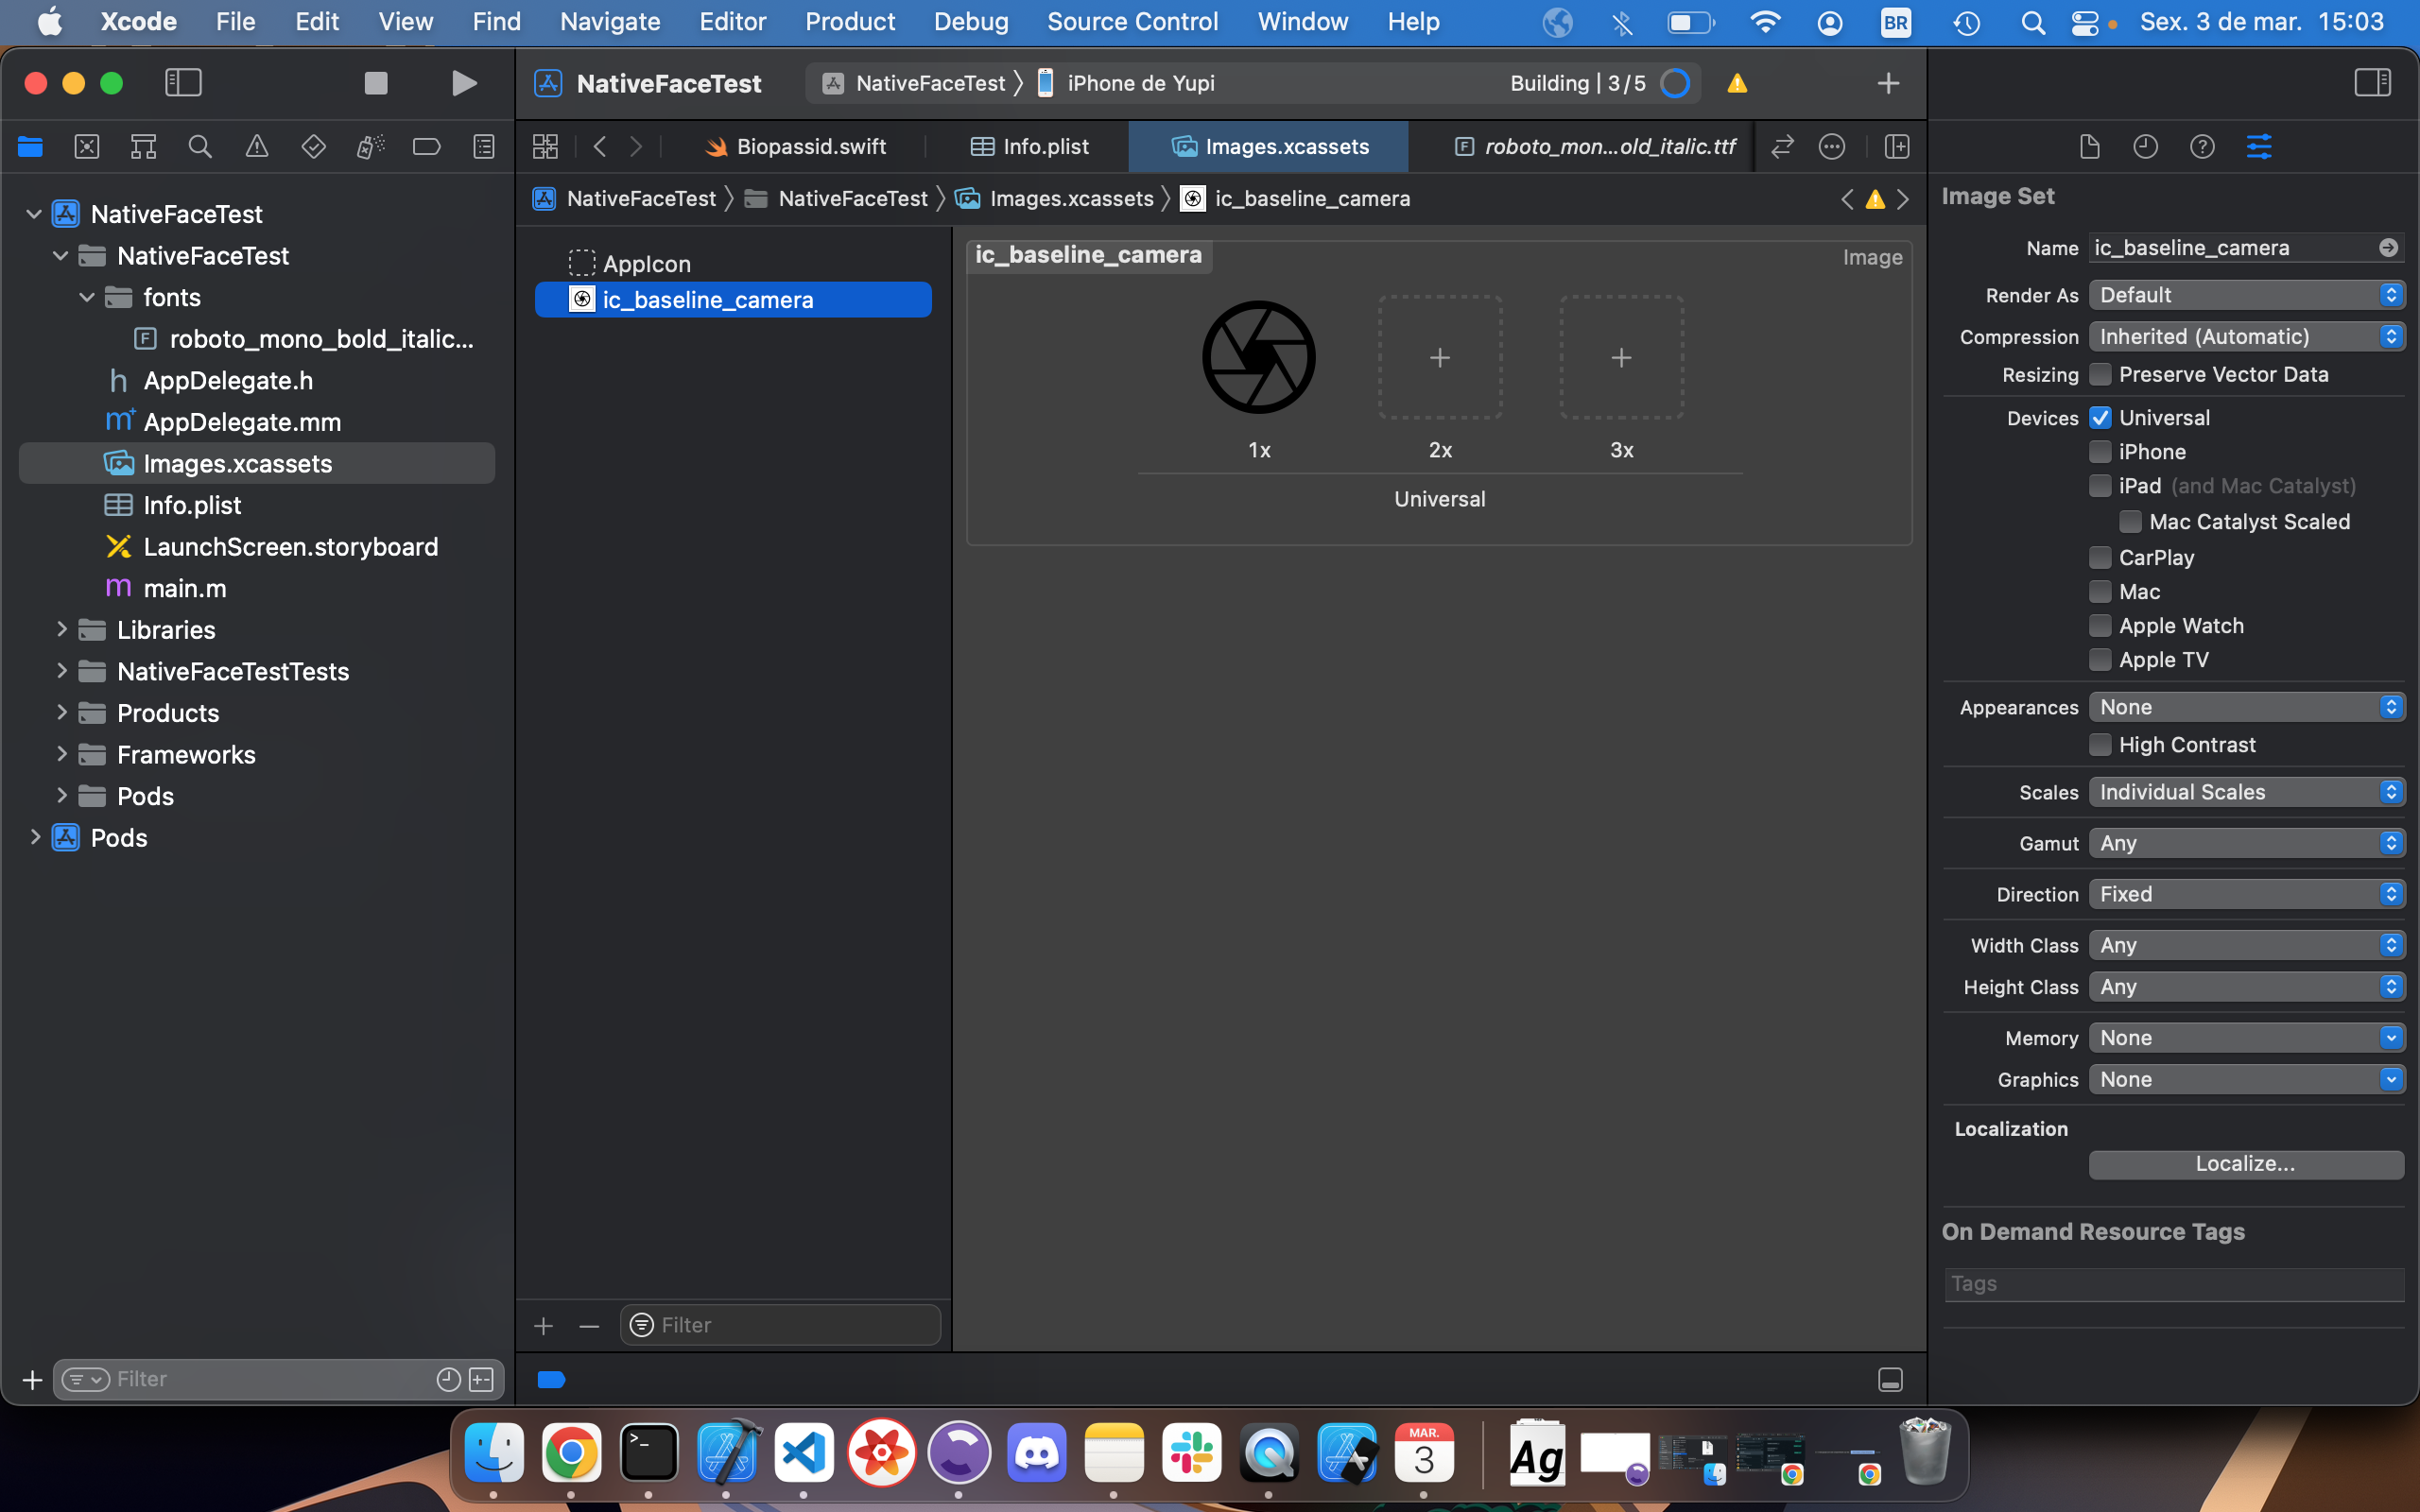 Xcode File Edit View Find Navigate Editor Product Debug Source Control Window Help BR Sex. 3 de mar. 15:03
NativeFaceTest NativeFaceTest iPhone de Yupi Building | 3/5
Biopassid.swift Info.plist Images.xcassets roboto_mon...old_italic.ttf
NativeFaceTest NativeFaceTest Images.xcassets ic_baseline_camera
NativeFaceTest
NativeFaceTest
fonts
roboto_mono_bold_italic...
AppDelegate.h
AppDelegate.mm
Images.xcassets
Info.plist
LaunchScreen.storyboard
main.m
Libraries
NativeFaceTestTests
Products
Frameworks
Pods
Pods
Filter
AppIcon
ic_baseline_camera
Filter
ic_baseline_camera Image
1x 2x 3x
Universal
Image Set
Name ic_baseline_camera
Render As Default
Compression Inherited (Automatic)
Resizing Preserve Vector Data
Devices Universal
iPhone
iPad (and Mac Catalyst)
Mac Catalyst Scaled
CarPlay
Mac
Apple Watch
Apple TV
Appearances None
High Contrast
Scales Individual Scales
Gamut Any
Direction Fixed
Width Class Any
Height Class Any
Memory None
Graphics None
Localization
Localize...
On Demand Resource Tags
Tags
MAR.
3
Ag